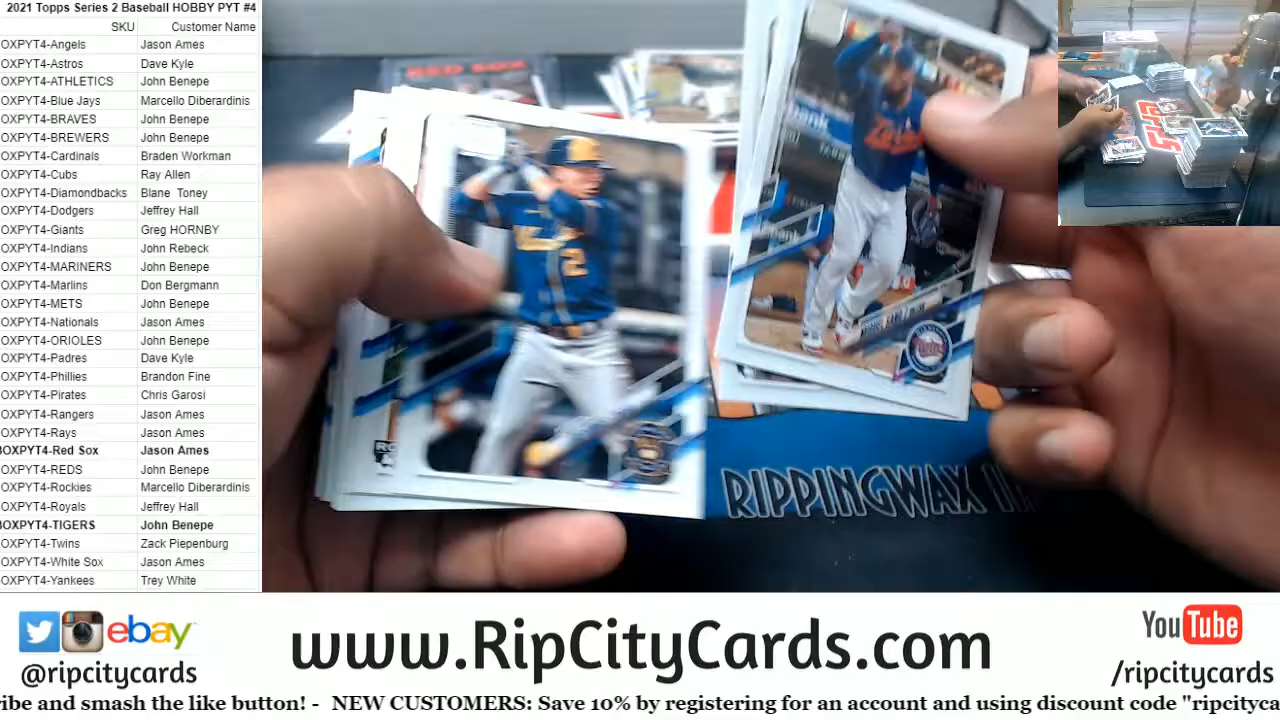 2021 Topps Series 2 Baseball HOBBY PYT #4
SKU Customer Name
OXPYT4-Angels Jason Ames
OXPYT4-Astros Dave Kyle
OXPYT4-ATHLETICS John Benepe
OXPYT4-Blue Jays Marcello Diberardinis
OXPYT4-BRAVES John Benepe
OXPYT4-BREWERS John Benepe
OXPYT4-Cardinals Braden Workman
OXPYT4-Cubs Ray Allen
OXPYT4-Diamondbacks Blane Toney
OXPYT4-Dodgers Jeffrey Hall
OXPYT4-Giants Greg HORNBY
OXPYT4-Indians John Rebeck
OXPYT4-MARINERS John Benepe
OXPYT4-Marlins Don Bergmann
OXPYT4-METS John Benepe
OXPYT4-Nationals Jason Ames
OXPYT4-ORIOLES John Benepe
OXPYT4-Padres Dave Kyle
OXPYT4-Phillies Brandon Fine
OXPYT4-Pirates Chris Garosi
OXPYT4-Rangers Jason Ames
OXPYT4-Rays Jason Ames
BOXPYT4-Red Sox Jason Ames
OXPYT4-REDS John Benepe
OXPYT4-Rockies Marcello Diberardinis
OXPYT4-Royals Jeffrey Hall
BOXPYT4-TIGERS John Benepe
OXPYT4-Twins Zack Piepenburg
OXPYT4-White Sox Jason Ames
OXPYT4-Yankees Trey White
RED SOX
2
Twins
RC
RIPPINGWAX
ebay
@ripcitycards
www.RipCityCards.com
YouTube
/ripcitycards
ribe and smash the like button! - NEW CUSTOMERS: Save 10% by registering for an account and using discount code "ripcityca